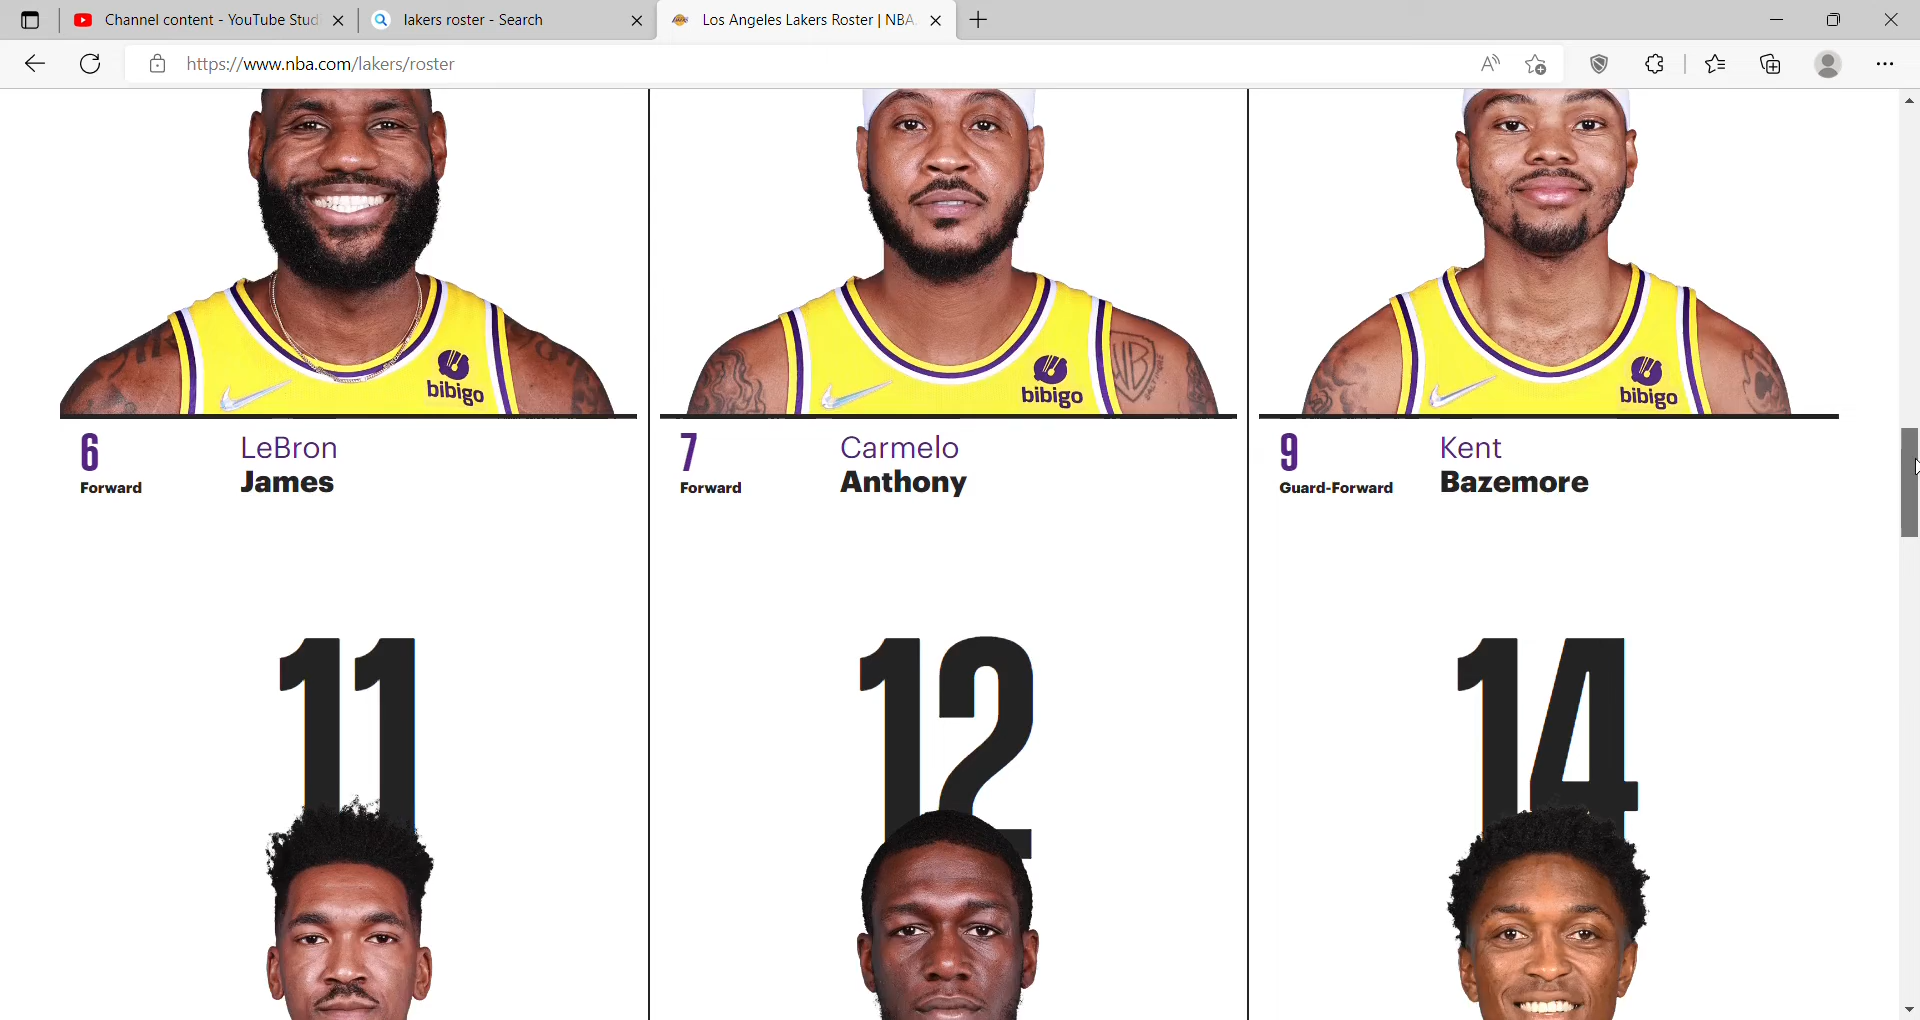 Channel content - YouTube Stud
lakers roster - Search
Los Angeles Lakers Roster | NBA.
https://www.nba.com/lakers/roster
bibigo
bibigo
bibigo
6
LeBron
Forward
James
7
Carmelo
Forward
Anthony
9
Kent
Guard-Forward
Bazemore
11
12
14